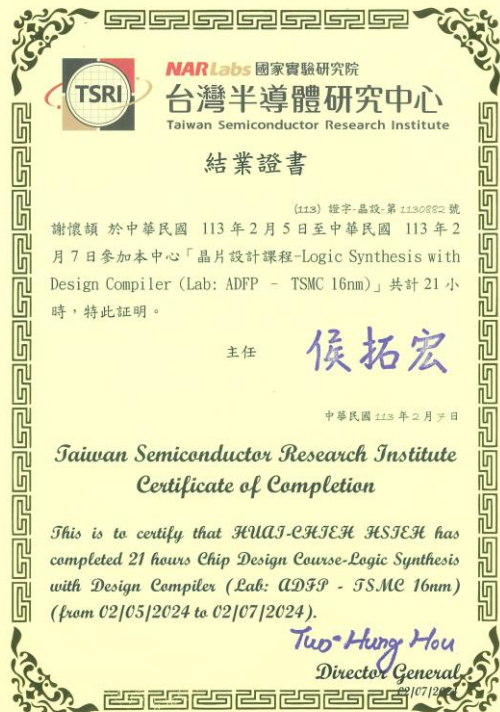 TSRI
NARLabs 國家實驗研究院
台灣半導體研究中心
Taiwan Semiconductor Research Institute
結業證書
(113) 證字-晶設-第 1130882 號
謝懷頡 於中華民國 113 年 2 月 5 日至中華民國 113 年 2
月 7 日參加本中心「晶片設計課程-Logic Synthesis with
Design Compiler (Lab: ADFP - TSMC 16nm)」共計 21 小
時，特此証明。
主任 侯拓宏
中華民國 113 年 2 月 7 日
Taiwan Semiconductor Research Institute
Certificate of Completion
This is to certify that HUAI-CHIEH HSIEH has
completed 21 hours Chip Design Course-Logic Synthesis
with Design Compiler (Lab: ADFP - TSMC 16nm)
(from 02/05/2024 to 02/07/2024).
Tuo-Hung Hou
Director General
02/07/2024